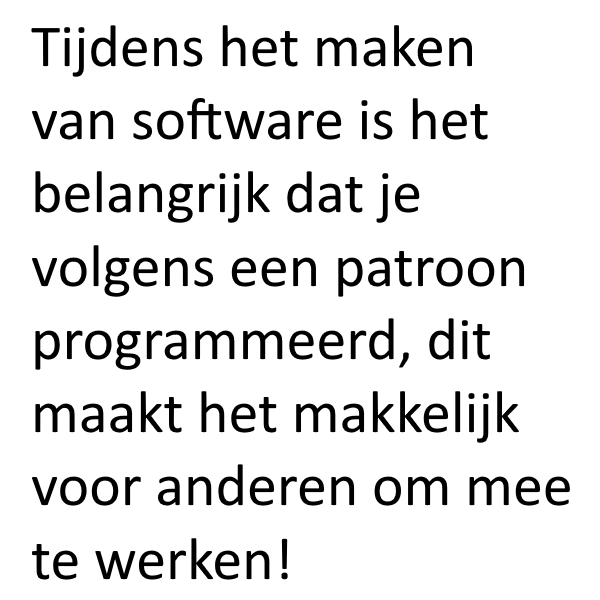 Tijdens het maken
van software is het
belangrijk dat je
volgens een patroon
programmeerd, dit
maakt het makkelijk
voor anderen om mee
te werken!